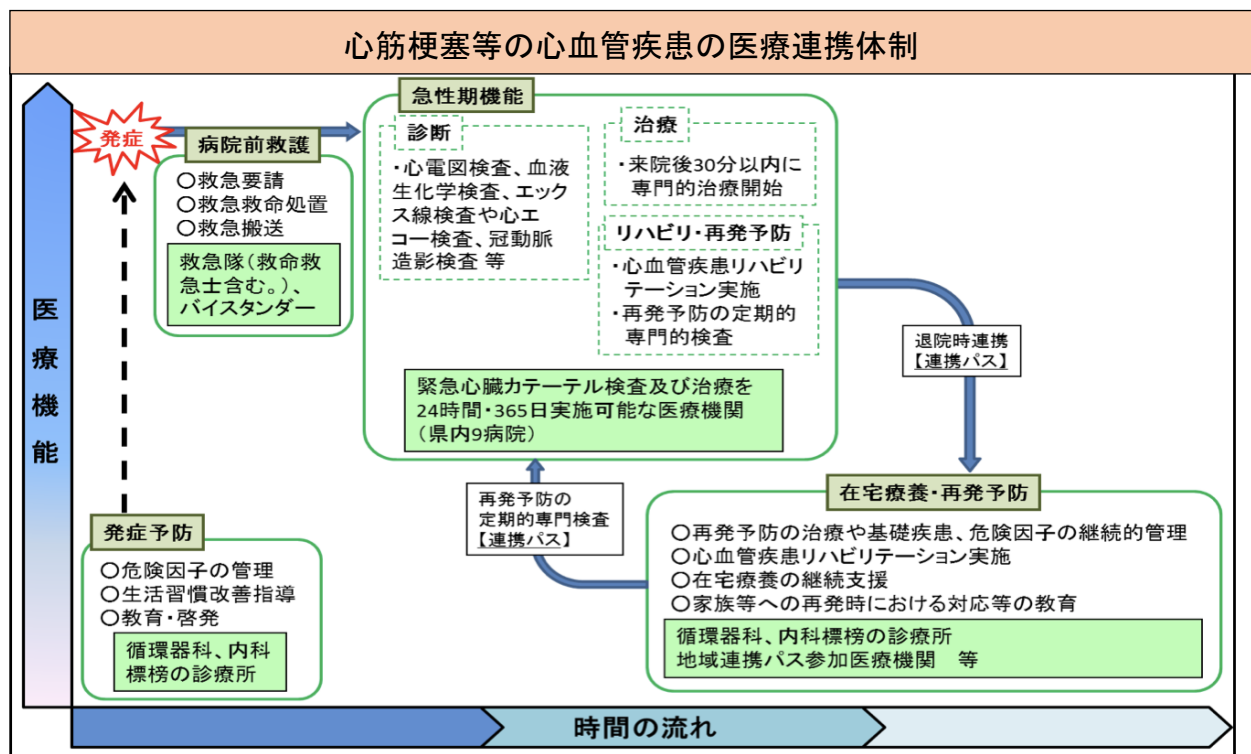 心筋梗塞等の心血管疾患の医療連携体制
医療機能
発症
病院前救護
○救急要請
○救急救命処置
○救急搬送
救急隊(救命救
急士含む。)、
バイスタンダー
急性期機能
診断
・心電図検査、血液
生化学検査、エック
ス線検査や心エ
コー検査、冠動脈
造影検査 等
治療
・来院後30分以内に
専門的治療開始
リハビリ・再発予防
・心血管疾患リハビリ
テーション実施
・再発予防の定期的
専門的検査
緊急心臓カテーテル検査及び治療を
24時間・365日実施可能な医療機関
(県内9病院)
退院時連携
【連携パス】
再発予防の
定期的専門検査
【連携パス】
発症予防
○危険因子の管理
○生活習慣改善指導
○教育・啓発
循環器科、内科
標榜の診療所
在宅療養・再発予防
○再発予防の治療や基礎疾患、危険因子の継続的管理
○心血管疾患リハビリテーション実施
○在宅療養の継続支援
○家族等への再発時における対応等の教育
循環器科、内科標榜の診療所
地域連携パス参加医療機関 等
時間の流れ